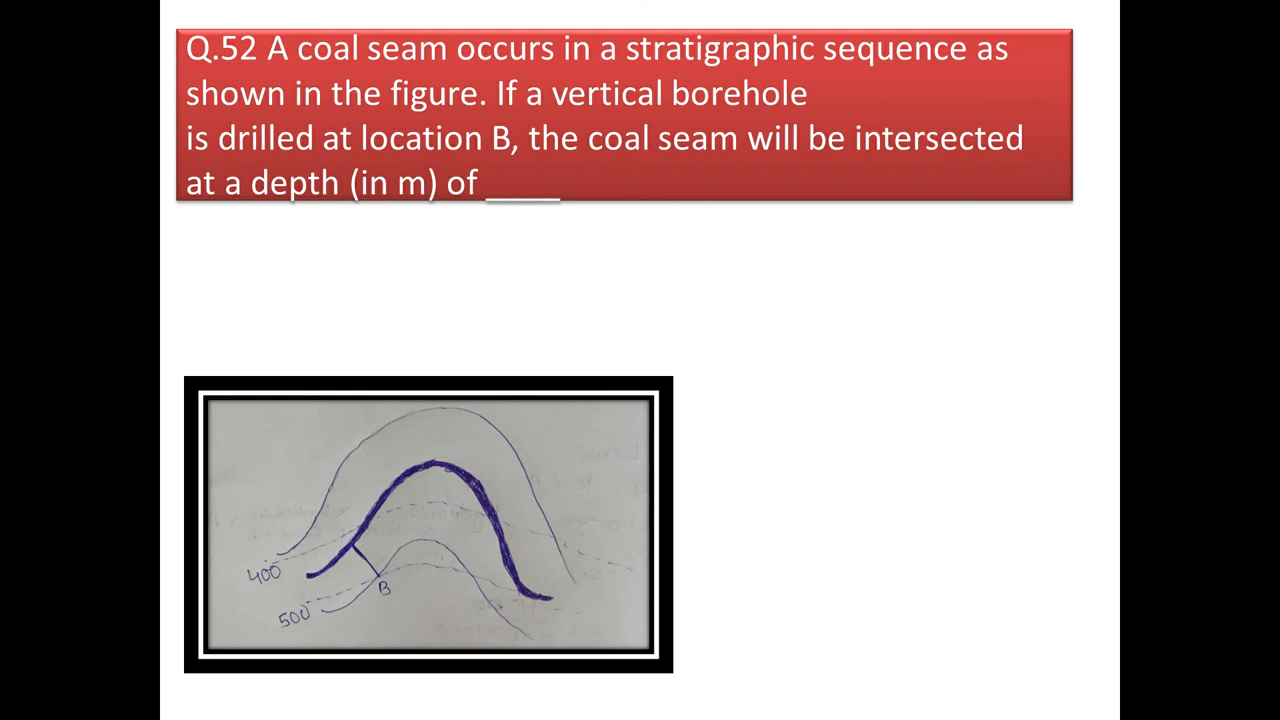 Q.52 A coal seam occurs in a stratigraphic sequence as
shown in the figure. If a vertical borehole
is drilled at location B, the coal seam will be intersected
at a depth (in m) of ____
400
B
500